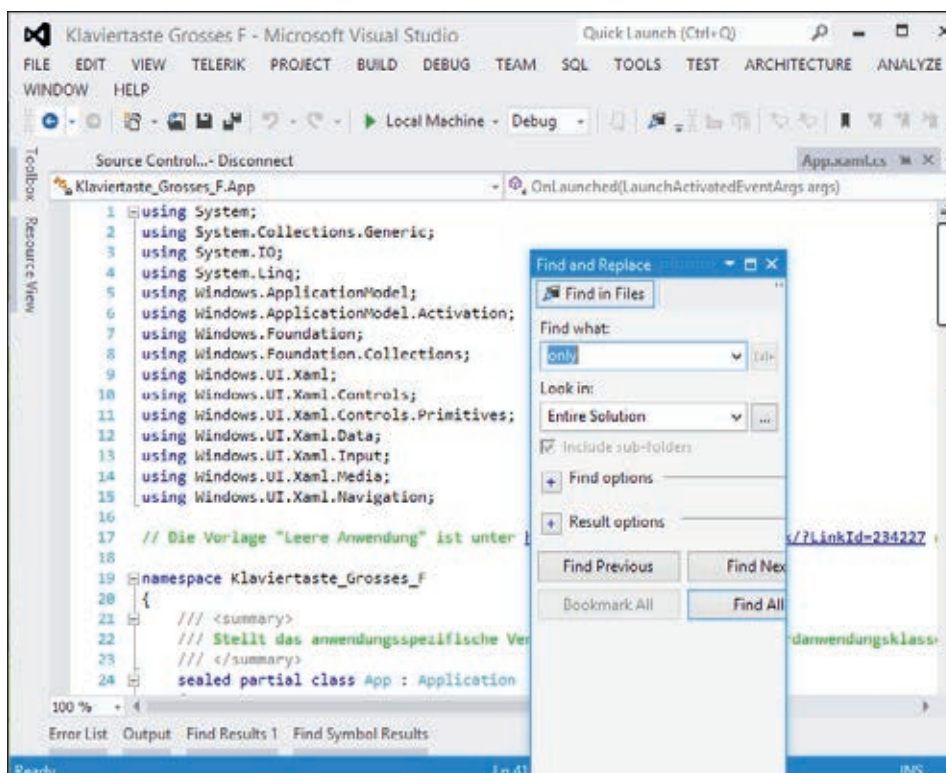 Klaviertaste Grosses F - Microsoft Visual Studio Quick Launch (Ctrl+Q)
FILE EDIT VIEW TELERIK PROJECT BUILD DEBUG TEAM SQL TOOLS TEST ARCHITECTURE ANALYZE
WINDOW HELP
Local Machine Debug
Toolbox
Resource View
Source Control...- Disconnect App.xaml.cs
Klaviertaste_Grosses_F.App OnLaunched(LaunchActivatedEventArgs args)
1 using System;
2 using System.Collections.Generic;
3 using System.IO;
4 using System.Linq;
5 using Windows.ApplicationModel;
6 using Windows.ApplicationModel.Activation;
7 using Windows.Foundation;
8 using Windows.Foundation.Collections;
9 using Windows.UI.Xaml;
10 using Windows.UI.Xaml.Controls;
11 using Windows.UI.Xaml.Controls.Primitives;
12 using Windows.UI.Xaml.Data;
13 using Windows.UI.Xaml.Input;
14 using Windows.UI.Xaml.Media;
15 using Windows.UI.Xaml.Navigation;
16
17 // Die Vorlage "Leere Anwendung" ist unter k/?LinkId=234227
18
19 namespace Klaviertaste_Grosses_F
20 {
21 /// <summary>
22 /// Stellt das anwendungsspezifische Ver rdanwendungsklass
23 /// </summary>
24 sealed partial class App : Application
Find and Replace
Find in Files
Find what:
only
Look in:
Entire Solution ...
Include sub-folders
Find options
Result options
Find Previous Find Nex
Bookmark All Find All
100 %
Error List Output Find Results 1 Find Symbol Results
Ready Ln 41 INS